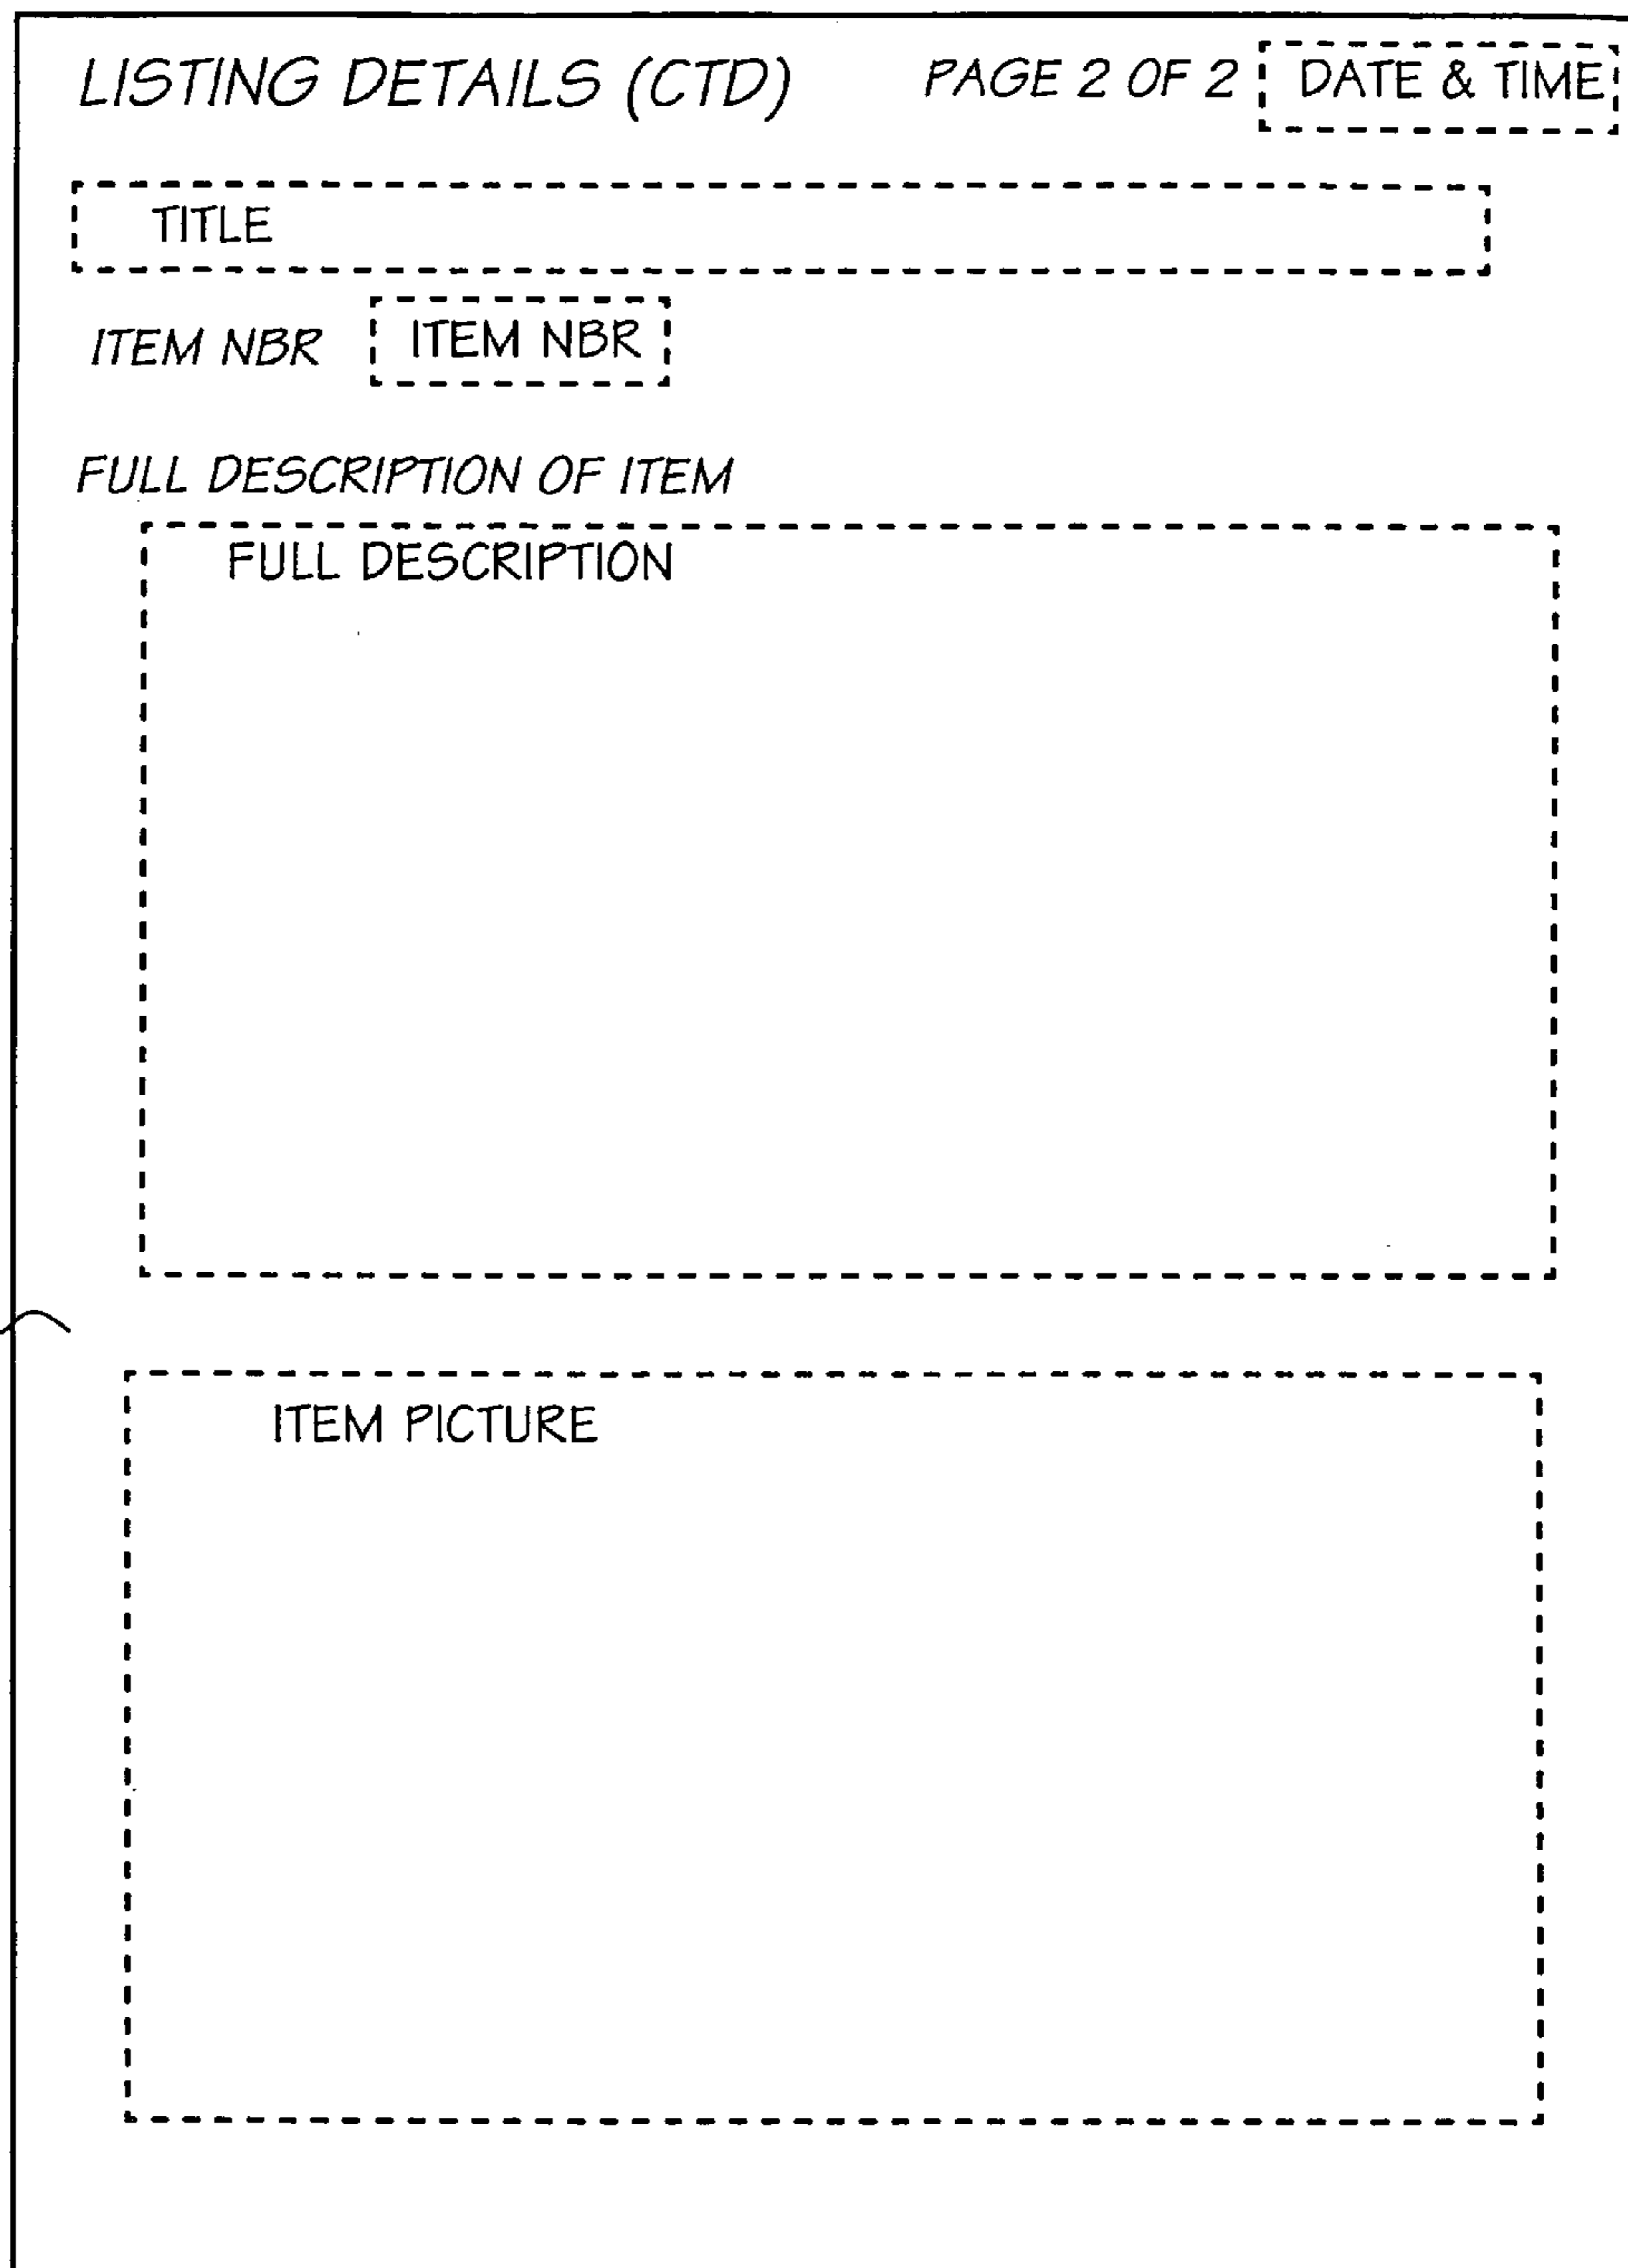 LISTING DETAILS (CTD) PAGE 2 OF 2 DATE & TIME
TITLE
ITEM NBR ITEM NBR
FULL DESCRIPTION OF ITEM
FULL DESCRIPTION
ITEM PICTURE